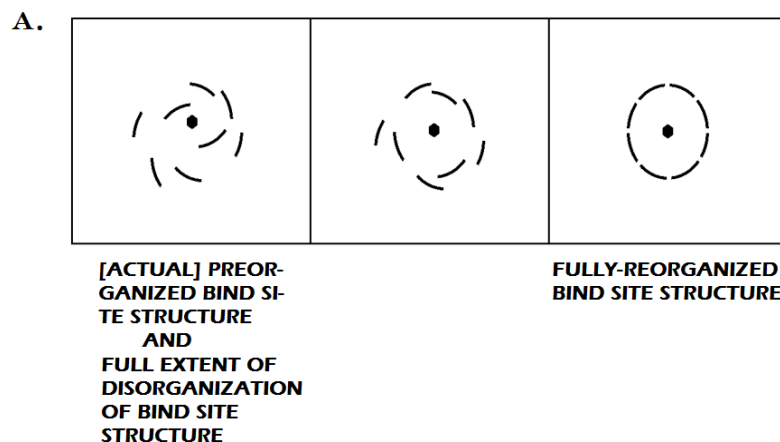 A.
[ACTUAL] PREOR-
GANIZED BIND SI-
TE STRUCTURE
AND
FULL EXTENT OF
DISORGANIZATION
OF BIND SITE
STRUCTURE
FULLY-REORGANIZED
BIND SITE STRUCTURE